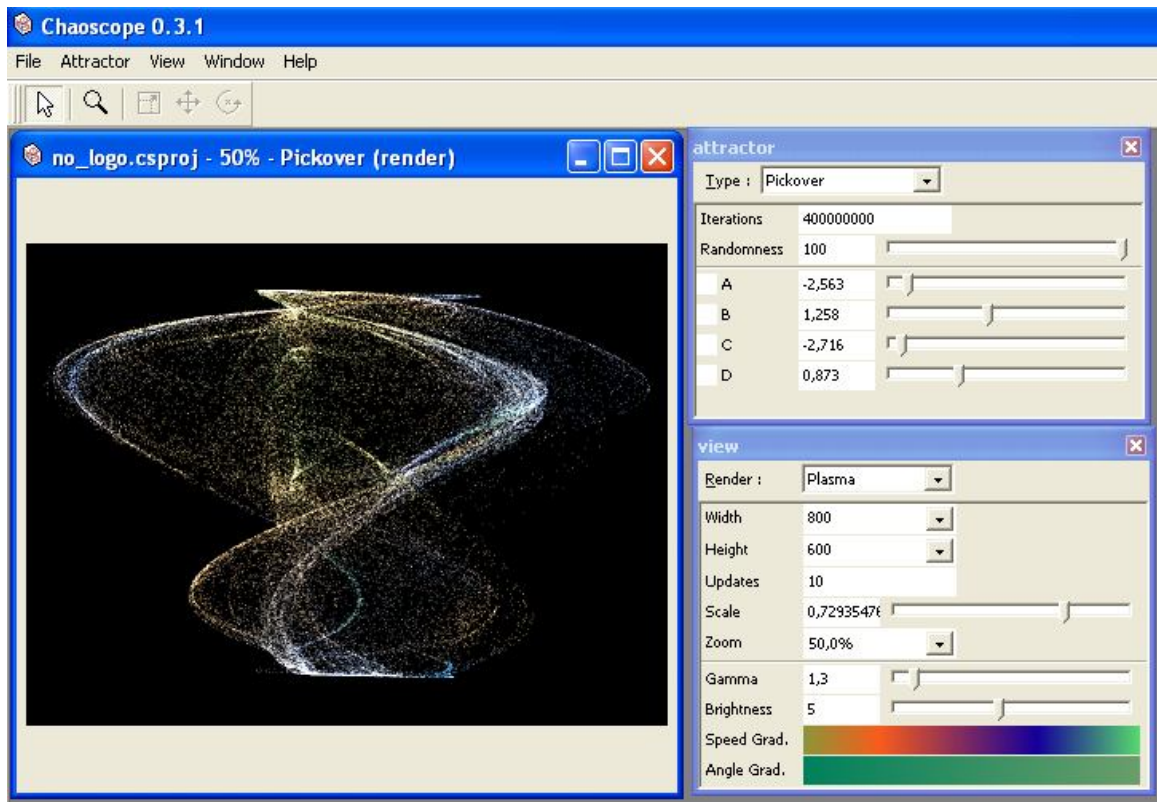 Chaoscope 0.3.1
File Attractor View Window Help
no_logo.csproj - 50% - Pickover (render)
attractor
Type : Pickover
Iterations 400000000
Randomness 100
A -2,563
B 1,258
C -2,716
D 0,873
view
Render : Plasma
Width 800
Height 600
Updates 10
Scale 0,7293547
Zoom 50,0%
Gamma 1,3
Brightness 5
Speed Grad.
Angle Grad.